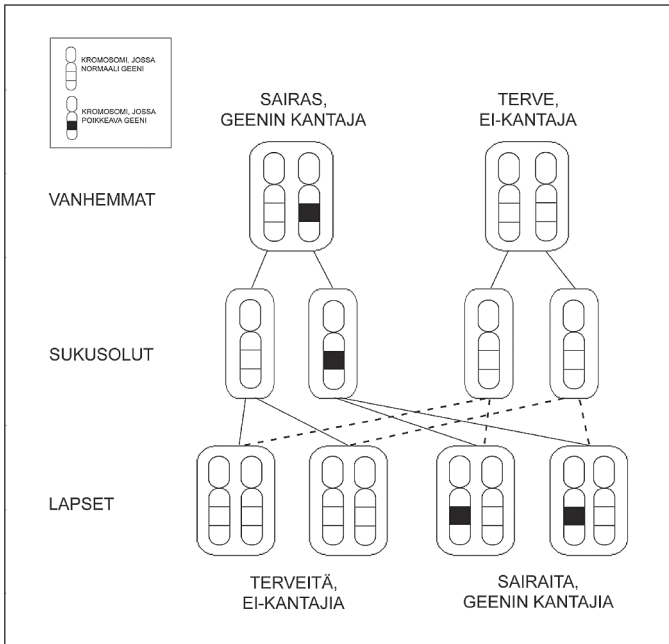 KROMOSOMI, JOSSA
NORMAALI GEENI
KROMOSOMI, JOSSA
POIKKEAVA GEENI
SAIRAS,
GEENIN KANTAJA
TERVE,
EI-KANTAJA
VANHEMMAT
SUKUSOLUT
LAPSET
TERVEITÄ,
EI-KANTAJIA
SAIRAITA,
GEENIN KANTAJIA